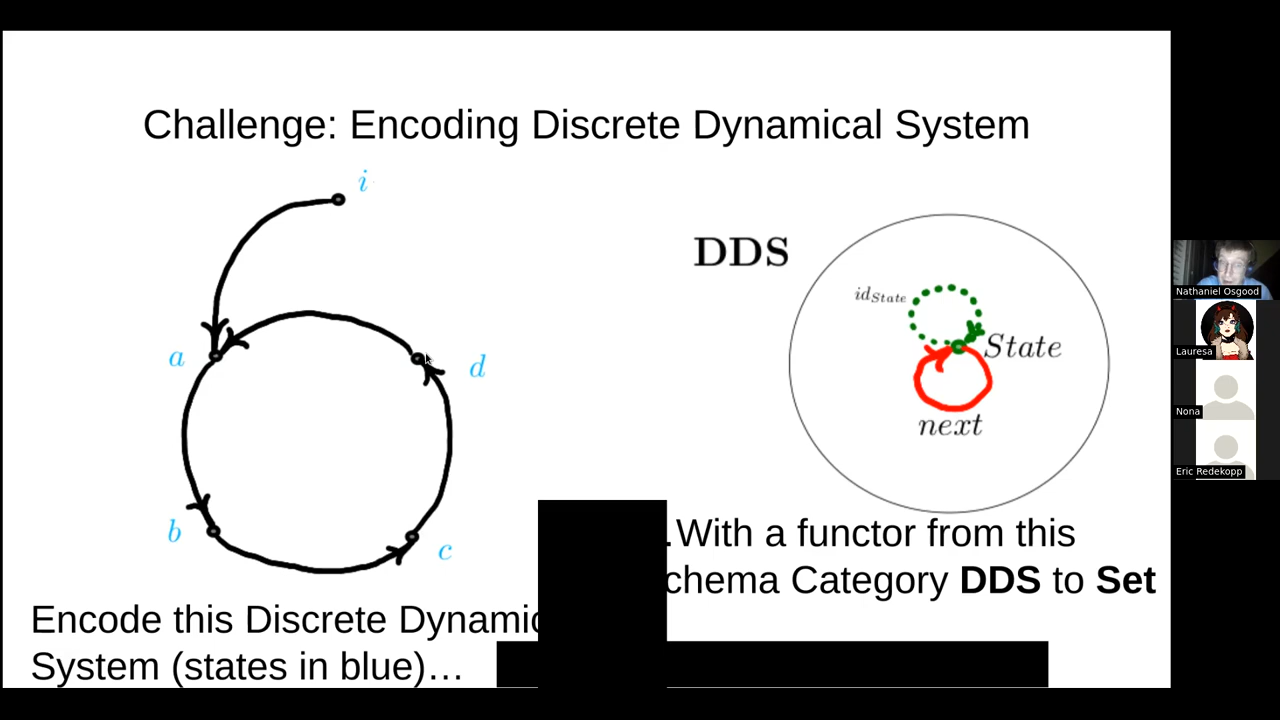 Challenge: Encoding Discrete Dynamical System
i
DDS
id_State
State
a
d
next
b
c
.With a functor from this
chema Category DDS to Set
Encode this Discrete Dynamic
System (states in blue)…
Nathaniel Osgood
Lauresa
Nona
Eric Redekopp